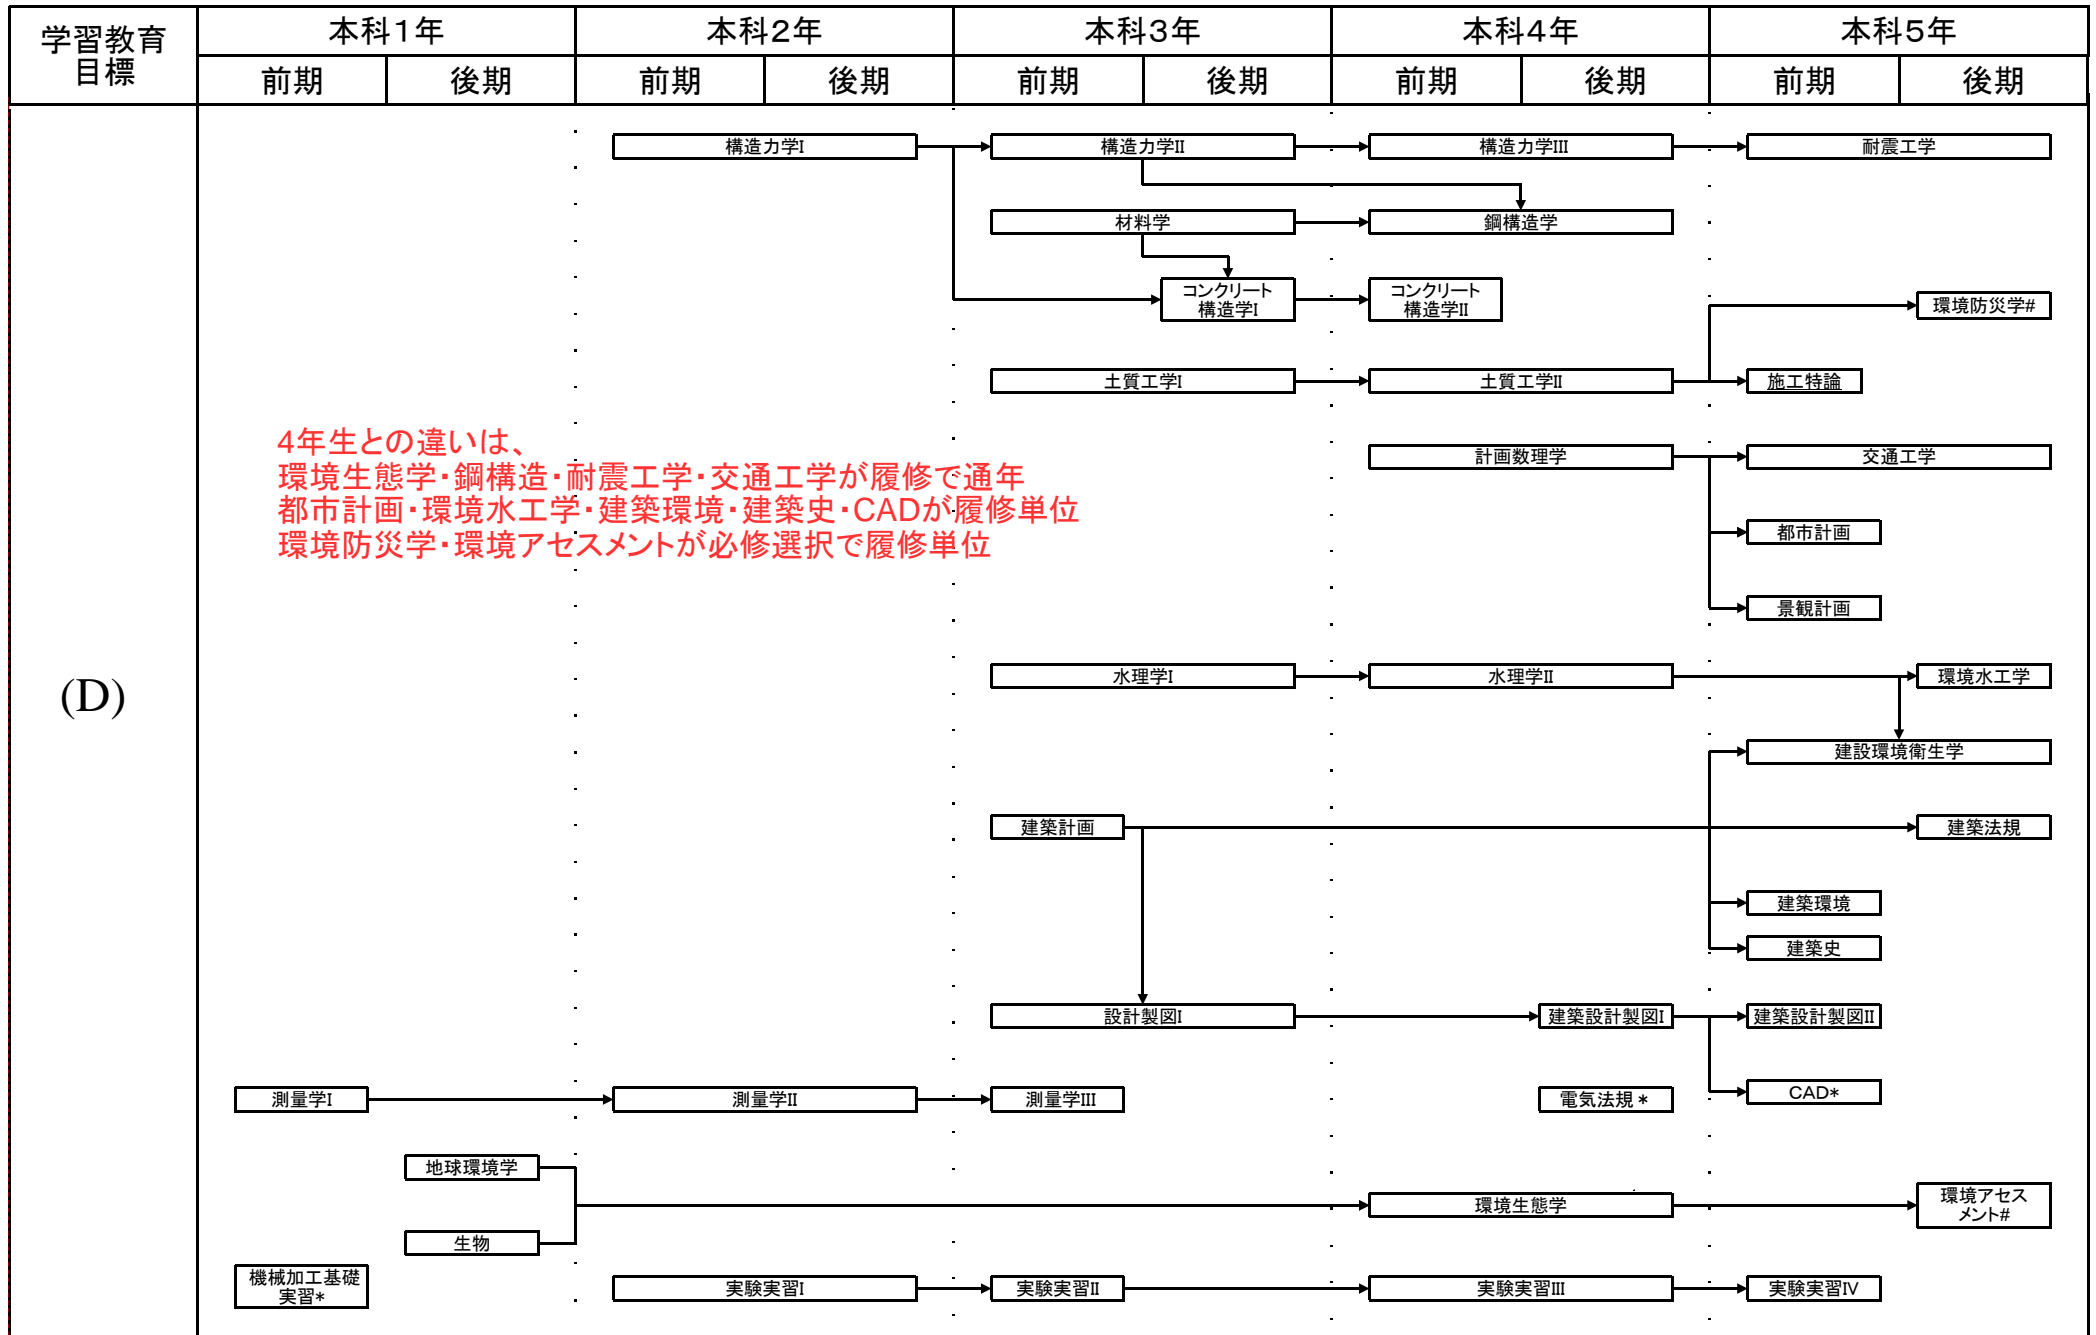 学習教育
目標
本科1年
本科2年
本科3年
本科4年
本科5年
前期
後期
前期
後期
前期
後期
前期
後期
前期
後期
構造力学I
構造力学II
構造力学III
耐震工学
材料学
鋼構造学
コンクリート
構造学I
コンクリート
構造学II
環境防災学#
土質工学I
土質工学II
施工特論
4年生との違いは、
環境生態学・鋼構造・耐震工学・交通工学が履修で通年
都市計画・環境水工学・建築環境・建築史・CADが履修単位
環境防災学・環境アセスメントが必修選択で履修単位
計画数理学
交通工学
都市計画
景観計画
(D)
水理学I
水理学II
環境水工学
建設環境衛生学
建築計画
建築法規
建築環境
建築史
設計製図I
建築設計製図I
建築設計製図II
測量学I
測量学II
測量学III
電気法規*
CAD*
地球環境学
環境生態学
環境アセス
メント#
生物
機械加工基礎
実習*
実験実習I
実験実習II
実験実習III
実験実習IV